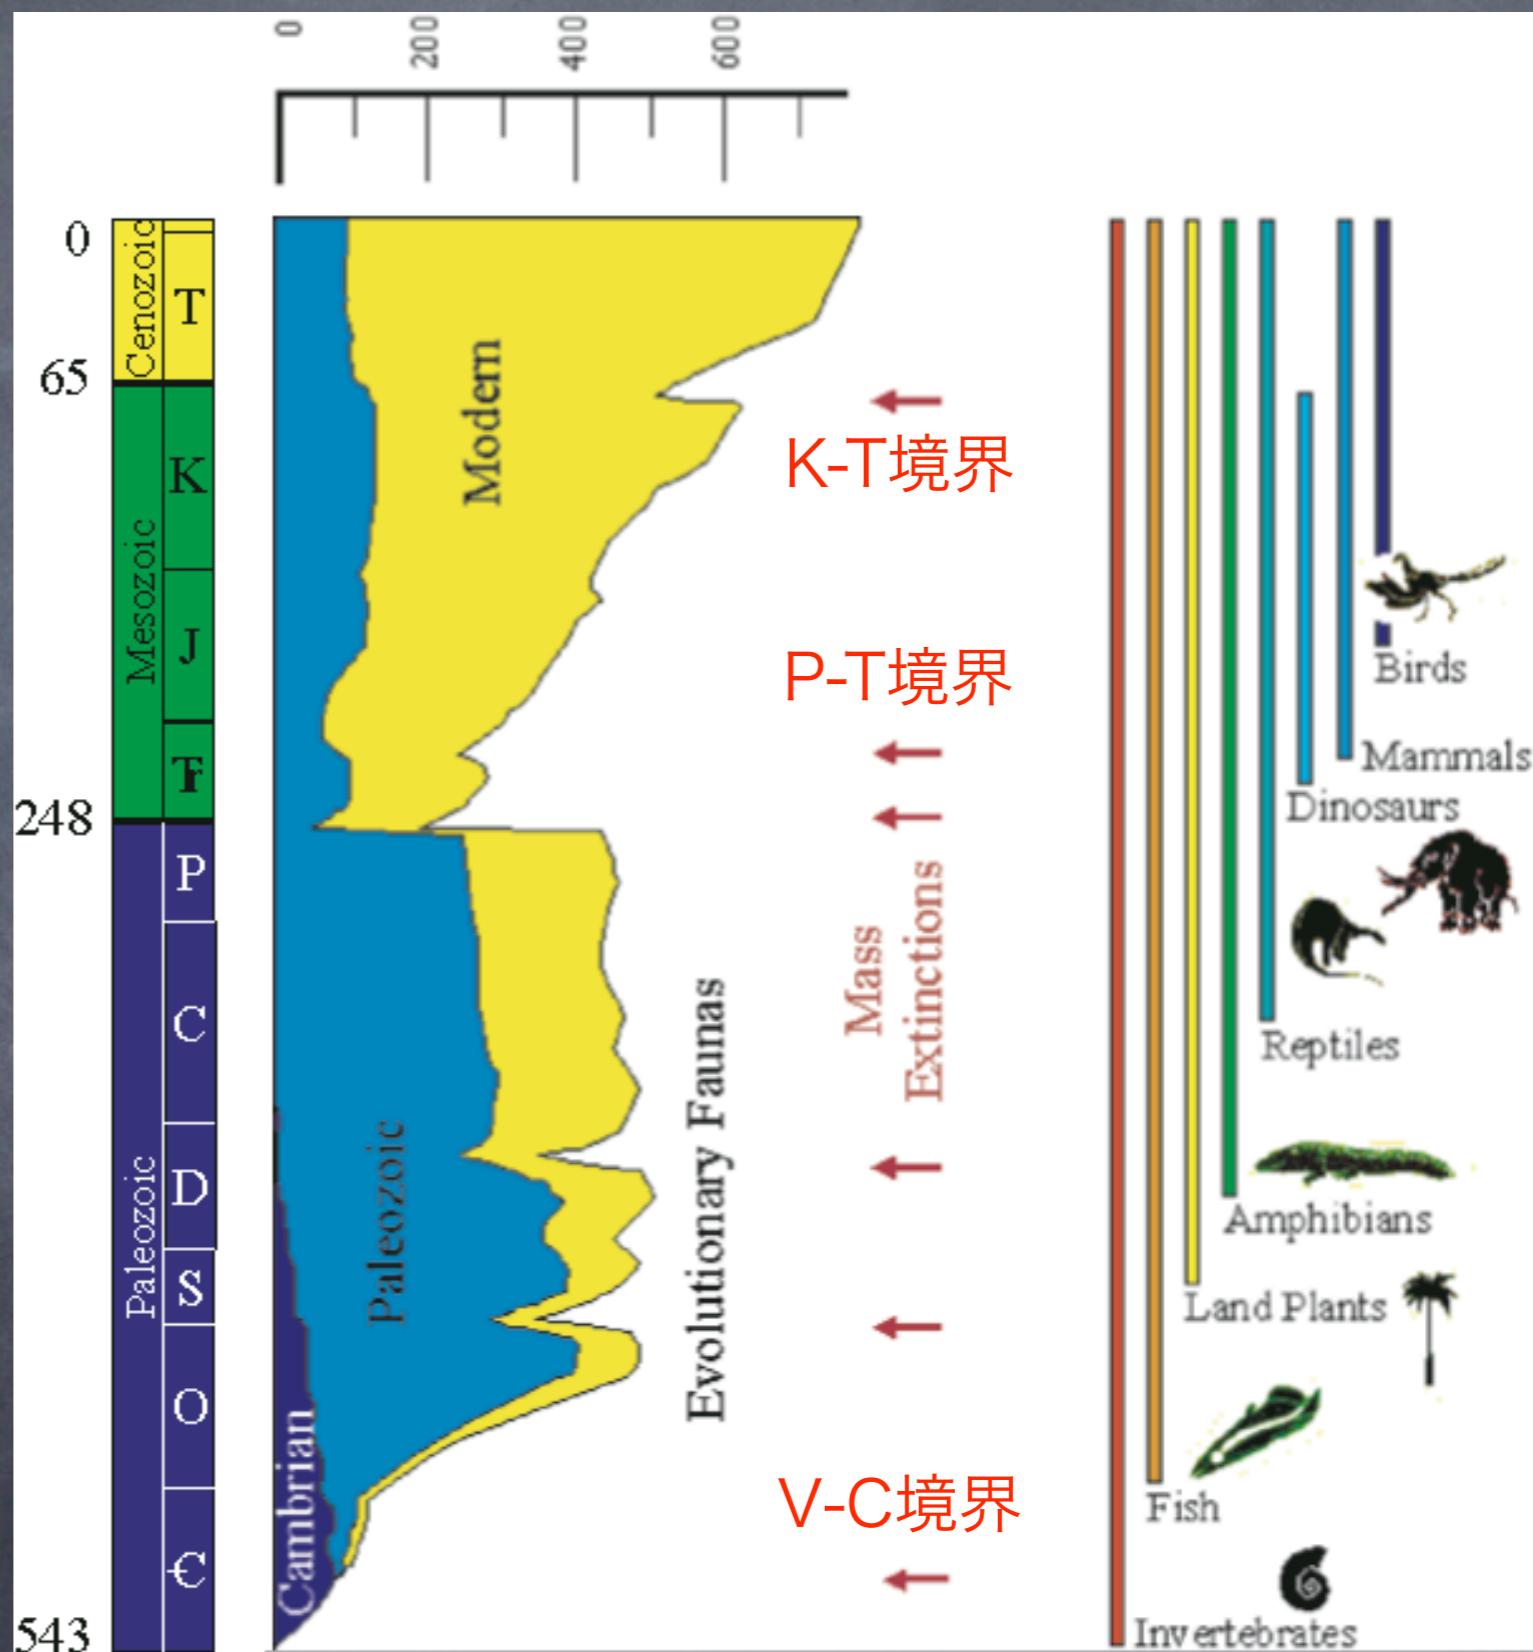 0
200
400
600
0
65
248
543
Cenozoic
Mesozoic
Paleozoic
T
K
J
Tr
P
C
D
S
O
Є
Modern
Paleozoic
Cambrian
Evolutionary Faunas
K-T境界
P-T境界
Mass
Extinctions
V-C境界
Birds
Mammals
Dinosaurs
Reptiles
Amphibians
Land Plants
Fish
Invertebrates